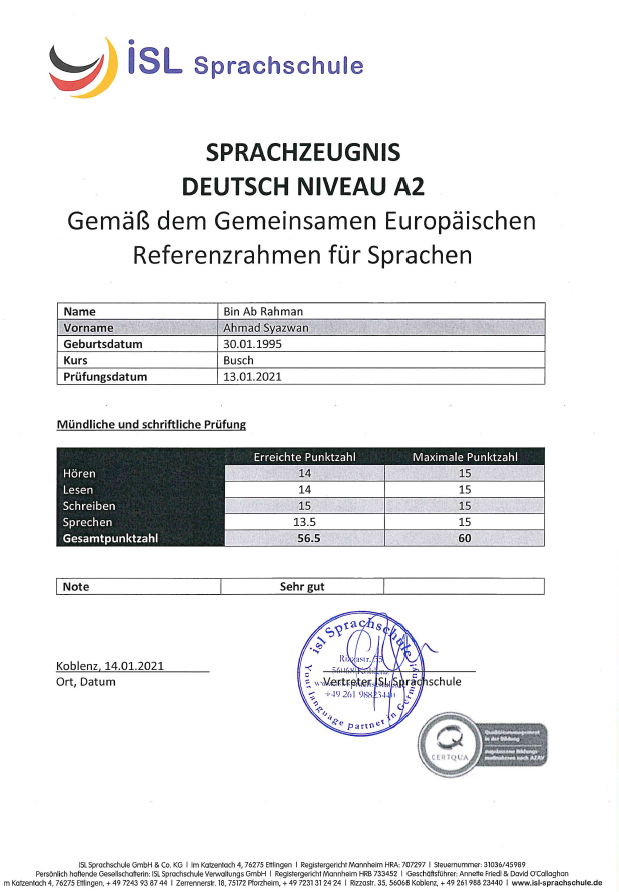 iSL Sprachschule
SPRACHZEUGNIS
DEUTSCH NIVEAU A2
Gemäß dem Gemeinsamen Europäischen
Referenzrahmen für Sprachen
Name Bin Ab Rahman
Vorname Ahmad Syazwan
Geburtsdatum 30.01.1995
Kurs Busch
Prüfungsdatum 13.01.2021
Mündliche und schriftliche Prüfung
Erreichte Punktzahl Maximale Punktzahl
Hören 14 15
Lesen 14 15
Schreiben 15 15
Sprechen 13.5 15
Gesamtpunktzahl 56.5 60
Note Sehr gut
isl Sprachschule
Rizzastr.
56068 Koblenz
+49 261 98823440
Your language partner in Germany
Koblenz, 14.01.2021
Ort, Datum
Vertreter ISL Sprachschule
CERTQUA
Qualitätsmanagement
in der Bildung
zugelassene Bildungs-
maßnahmen nach AZAV
ISL Sprachschule GmbH & Co. KG | Im Katzentach 4, 76275 Ettlingen | Registergericht Mannheim HRA: 707297 | Steuernummer: 31036/45989
Persönlich haftende Gesellschafterin: ISL Sprachschule Verwaltungs GmbH | Registergericht Mannheim HRB 733452 | Geschäftsführer: Annette Friedl & David O'Callaghan
m Katzentach 4, 76275 Ettlingen, + 49 7243 93 87 44 | Zerrennerstr. 18, 75172 Pforzheim, + 49 7231 31 24 24 | Rizzastr. 35, 56068 Koblenz, + 49 261 988 23440 | www.isl-sprachschule.de